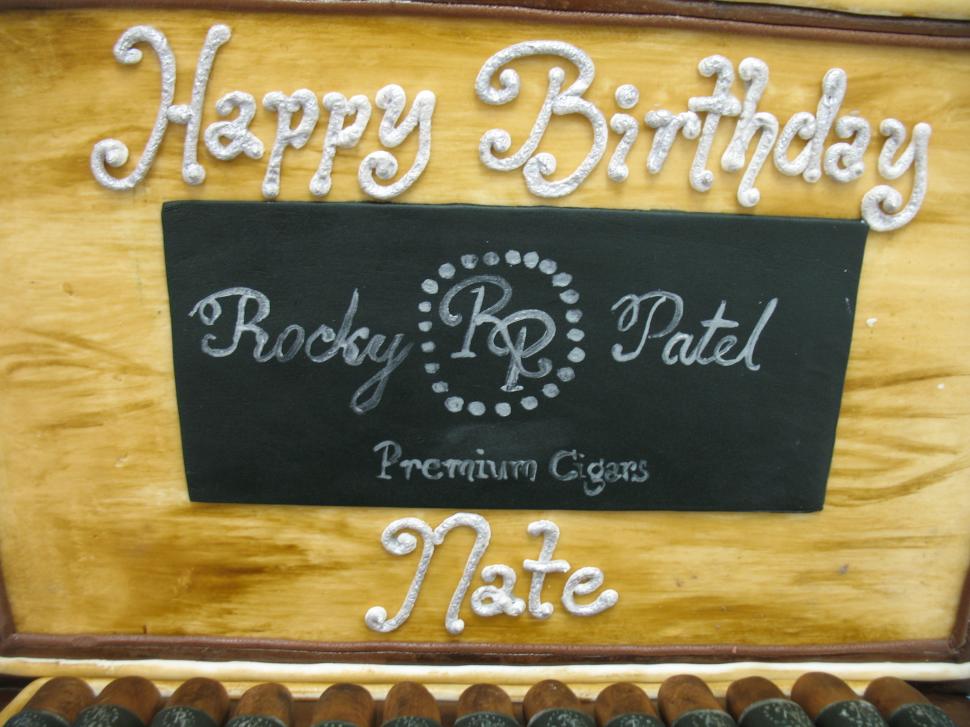 Happy Birthday
Rocky RP Patel
Premium Cigars
Nate